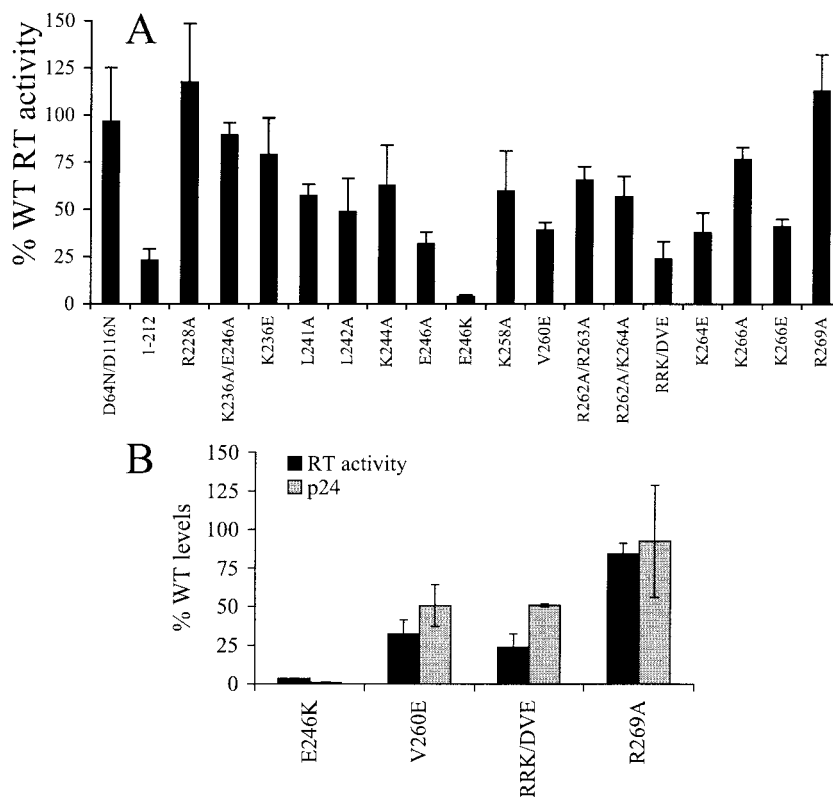 A
% WT RT activity
150
125
100
75
50
25
0
D64N/D116N
1-212
R228A
K236A/E246A
K236E
L241A
L242A
K244A
E246A
E246K
K258A
V260E
R262A/R263A
R262A/K264A
RRK/DVE
K264E
K266A
K266E
R269A
B
% WT levels
150
125
100
75
50
25
0
RT activity
p24
E246K
V260E
RRK/DVE
R269A